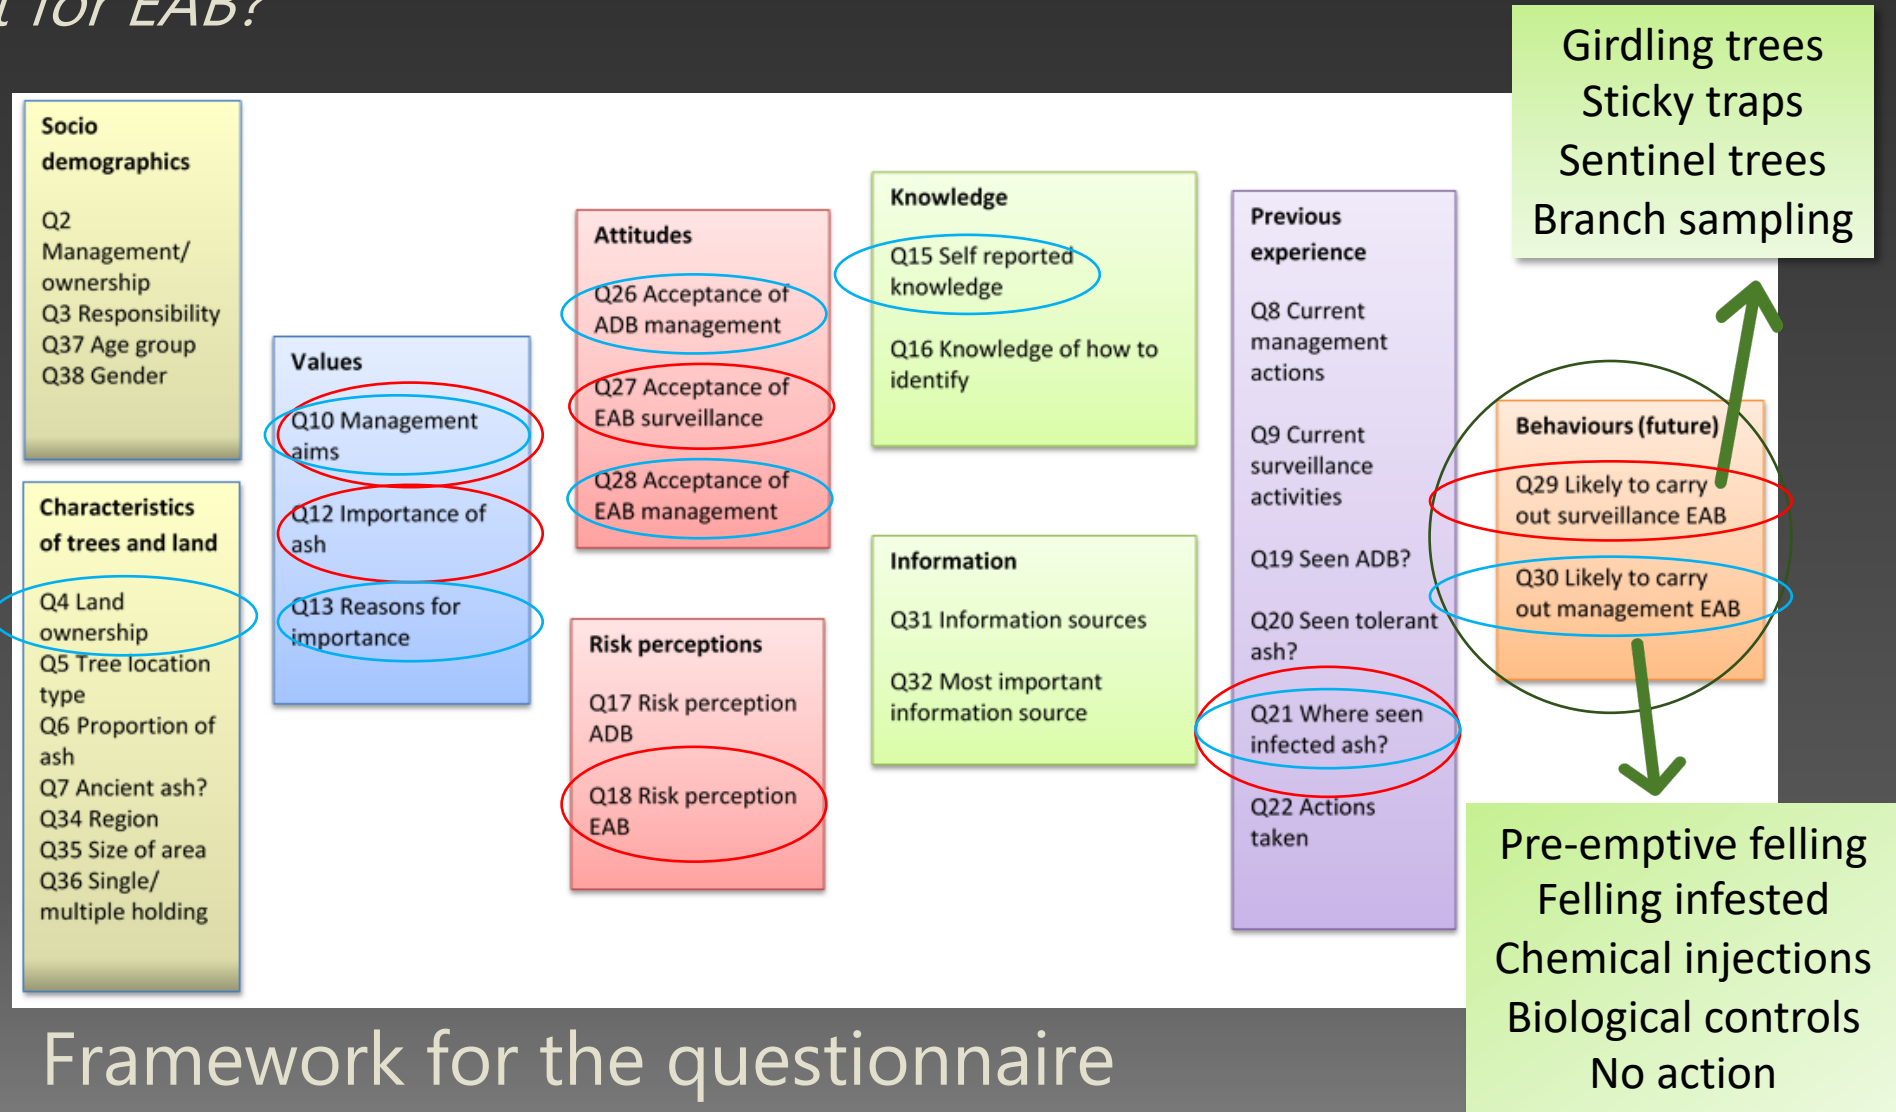 for EAB?
Girdling trees
Sticky traps
Sentinel trees
Branch sampling
Socio
demographics
Q2
Management/
ownership
Q3 Responsibility
Q37 Age group
Q38 Gender
Characteristics
of trees and land
Q4 Land
ownership
Q5 Tree location
type
Q6 Proportion of
ash
Q7 Ancient ash?
Q34 Region
Q35 Size of area
Q36 Single/
multiple holding
Values
Q10 Management
aims
Q12 Importance of
ash
Q13 Reasons for
importance
Attitudes
Q26 Acceptance of
ADB management
Q27 Acceptance of
EAB surveillance
Q28 Acceptance of
EAB management
Risk perceptions
Q17 Risk perception
ADB
Q18 Risk perception
EAB
Knowledge
Q15 Self reported
knowledge
Q16 Knowledge of how to
identify
Information
Q31 Information sources
Q32 Most important
information source
Previous
experience
Q8 Current
management
actions
Q9 Current
surveillance
activities
Q19 Seen ADB?
Q20 Seen tolerant
ash?
Q21 Where seen
infected ash?
Q22 Actions
taken
Behaviours (future)
Q29 Likely to carry
out surveillance EAB
Q30 Likely to carry
out management EAB
Pre-emptive felling
Felling infested
Chemical injections
Biological controls
No action
Framework for the questionnaire